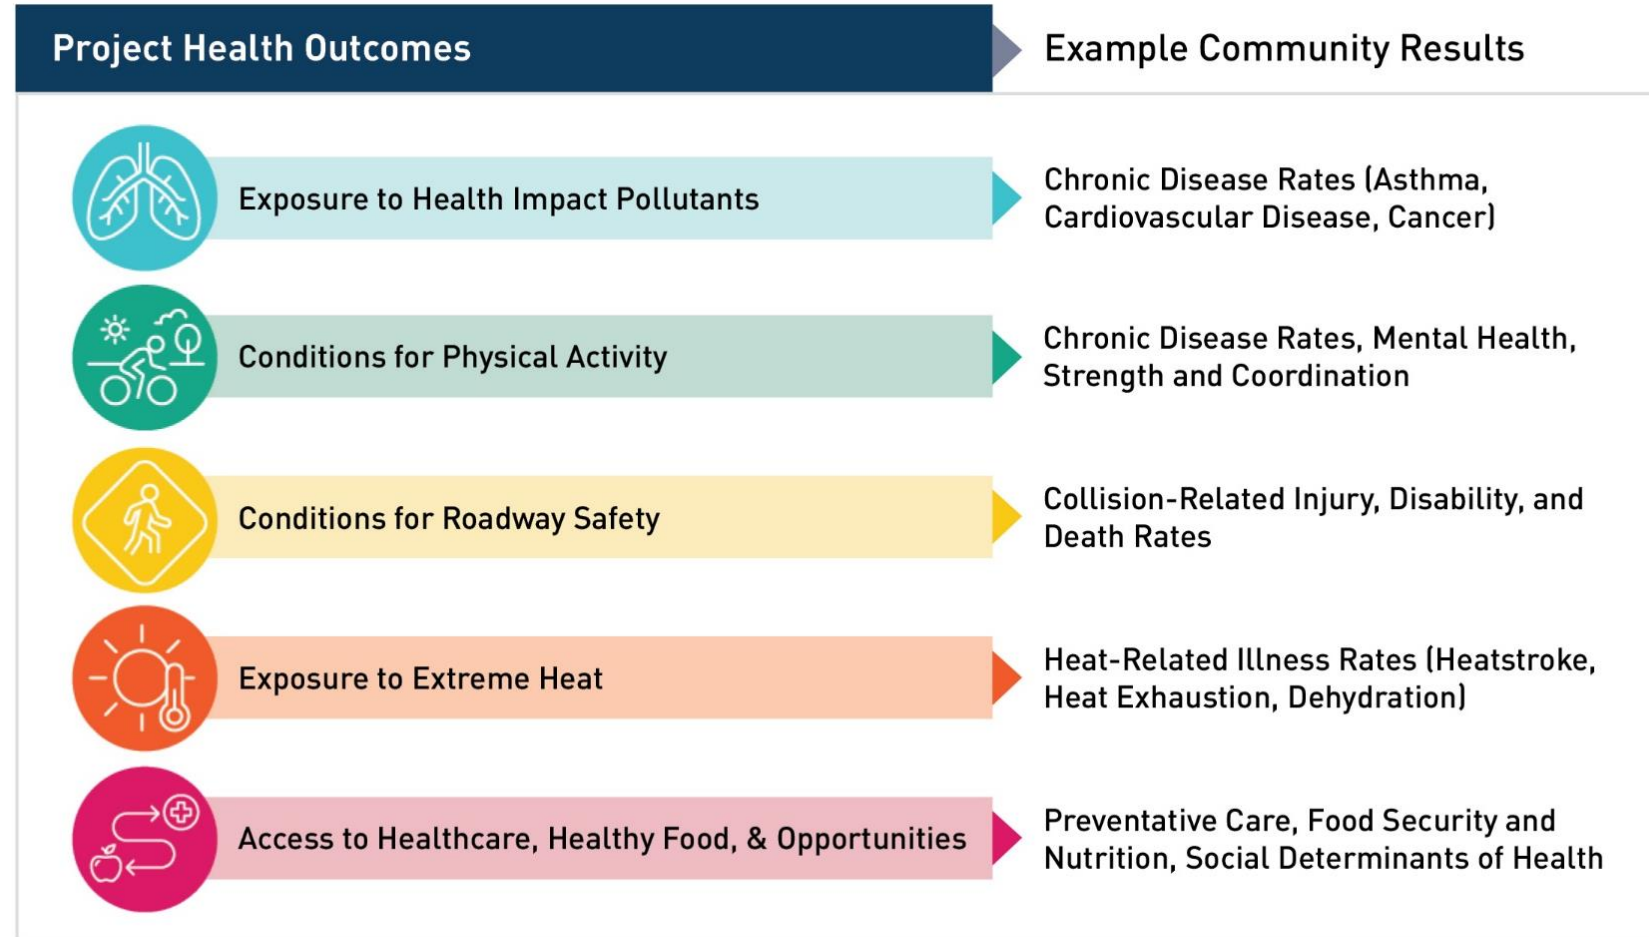 Project Health Outcomes
Example Community Results
Exposure to Health Impact Pollutants
Chronic Disease Rates (Asthma,
Cardiovascular Disease, Cancer)
Conditions for Physical Activity
Chronic Disease Rates, Mental Health,
Strength and Coordination
Conditions for Roadway Safety
Collision-Related Injury, Disability, and
Death Rates
Exposure to Extreme Heat
Heat-Related Illness Rates (Heatstroke,
Heat Exhaustion, Dehydration)
Access to Healthcare, Healthy Food, & Opportunities
Preventative Care, Food Security and
Nutrition, Social Determinants of Health